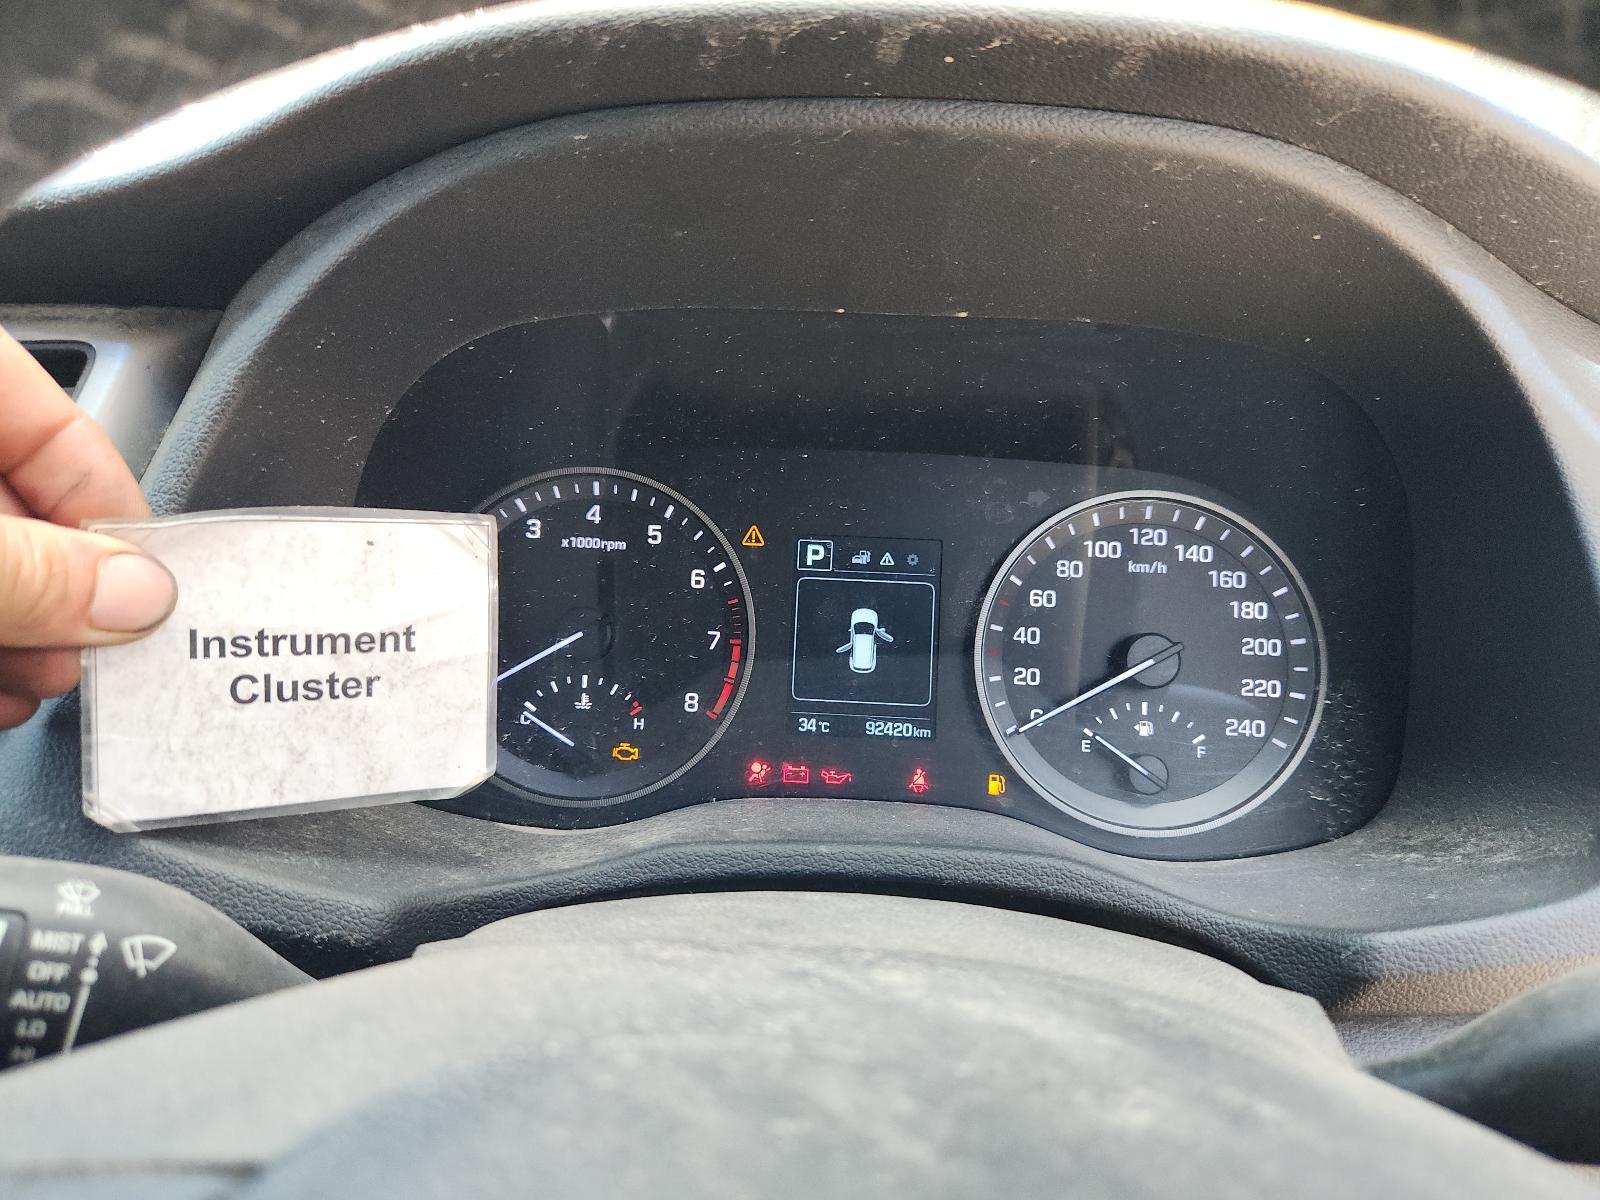 Instrument
Cluster
3
4
5
6
7
8
x1000rpm
C
H
P
34°C
92420km
0
20
40
60
80
100
120
140
160
180
200
220
240
km/h
E
F
MIST
OFF
AUTO
LO